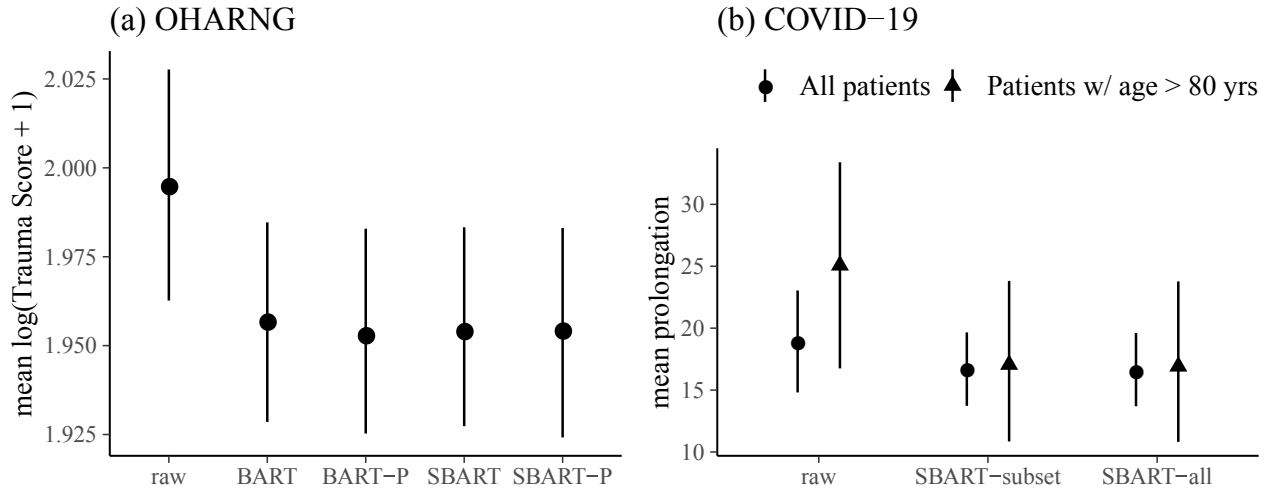 (a) OHARNG
mean log(Trauma Score + 1)
2.025
2.000
1.975
1.950
1.925
raw BART BART−P SBART SBART−P
(b) COVID−19
All patients Patients w/ age > 80 yrs
mean prolongation
30
25
20
15
10
raw SBART−subset SBART−all